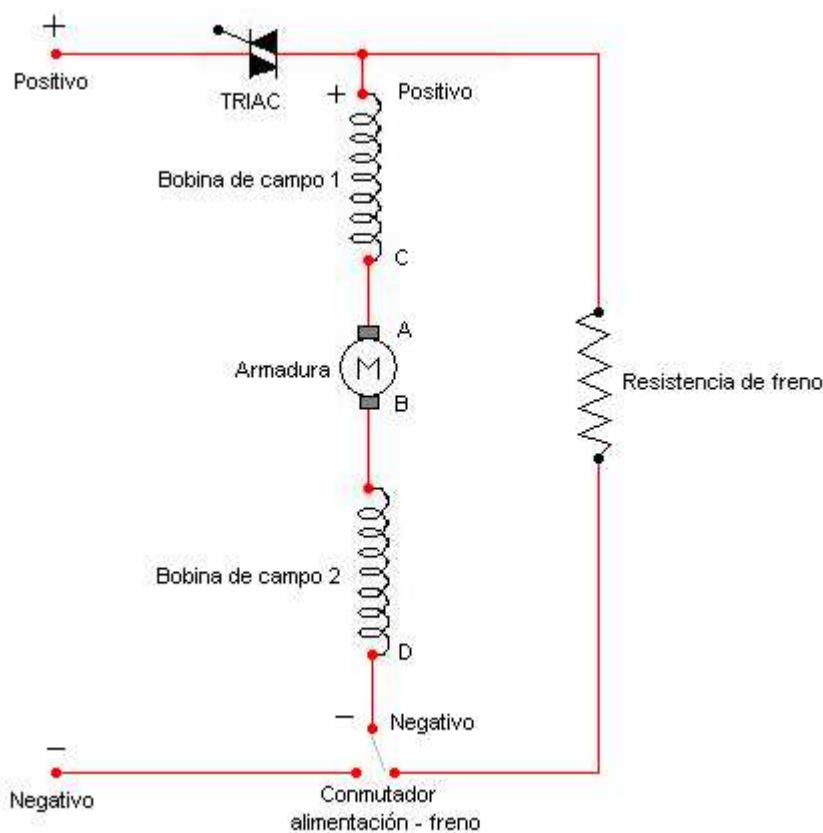 +
Positivo
TRIAC
+
Positivo
Bobina de campo 1
C
A
Armadura
M
B
Resistencia de freno
Bobina de campo 2
D
−
Negativo
−
Negativo
Conmutador
alimentación - freno